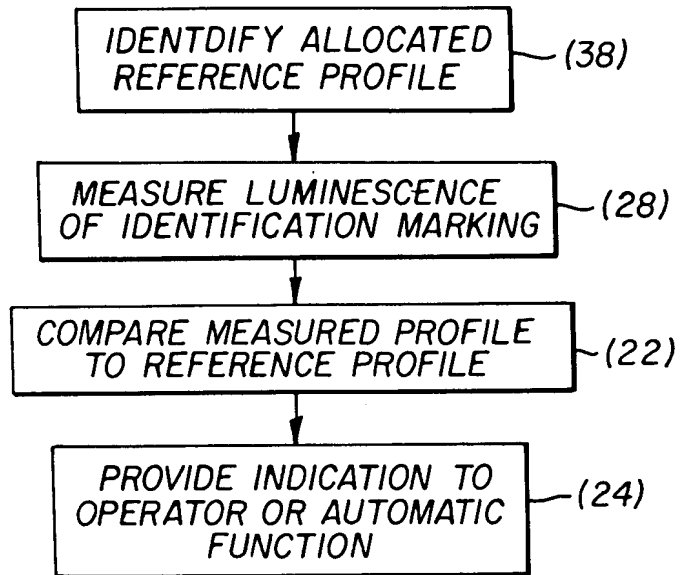 IDENTDIFY ALLOCATED
REFERENCE PROFILE
(38)
MEASURE LUMINESCENCE
OF IDENTIFICATION MARKING
(28)
COMPARE MEASURED PROFILE
TO REFERENCE PROFILE
(22)
PROVIDE INDICATION TO
OPERATOR OR AUTOMATIC
FUNCTION
(24)